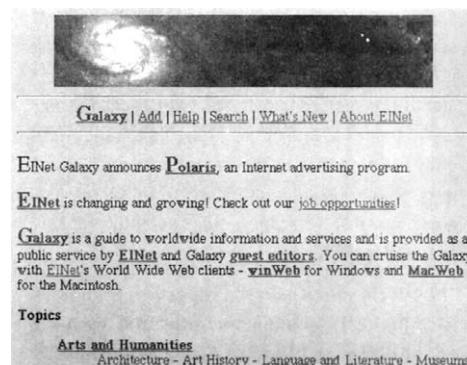 Galaxy | Add | Help | Search | What's New | About EINet
EINet Galaxy announces Polaris, an Internet advertising program.
EINet is changing and growing! Check out our job opportunities!
Galaxy is a guide to worldwide information and services and is provided as a
public service by EINet and Galaxy guest editors. You can cruise the Galaxy
with EINet's World Wide Web clients - winWeb for Windows and MacWeb
for the Macintosh.
Topics
Arts and Humanities
Architecture - Art History - Language and Literature - Museums